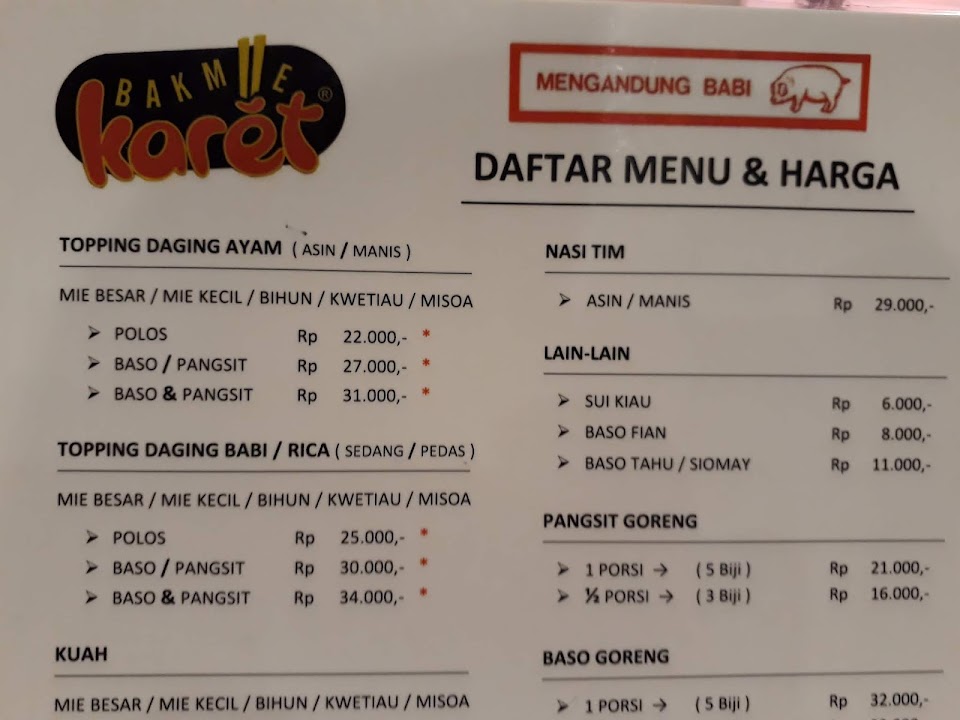 BAKMIE
karĕt®
MENGANDUNG BABI
DAFTAR MENU & HARGA
TOPPING DAGING AYAM ( ASIN / MANIS )
MIE BESAR / MIE KECIL / BIHUN / KWETIAU / MISOA
➢ POLOS Rp 22.000,- *
➢ BASO / PANGSIT Rp 27.000,- *
➢ BASO & PANGSIT Rp 31.000,- *
TOPPING DAGING BABI / RICA ( SEDANG / PEDAS )
MIE BESAR / MIE KECIL / BIHUN / KWETIAU / MISOA
➢ POLOS Rp 25.000,- *
➢ BASO / PANGSIT Rp 30.000,- *
➢ BASO & PANGSIT Rp 34.000,- *
KUAH
MIE BESAR / MIE KECIL / BIHUN / KWETIAU / MISOA
NASI TIM
➢ ASIN / MANIS Rp 29.000,-
LAIN-LAIN
➢ SUI KIAU Rp 6.000,-
➢ BASO FIAN Rp 8.000,-
➢ BASO TAHU / SIOMAY Rp 11.000,-
PANGSIT GORENG
➢ 1 PORSI → ( 5 Biji ) Rp 21.000,-
➢ ½ PORSI → ( 3 Biji ) Rp 16.000,-
BASO GORENG
➢ 1 PORSI → ( 5 Biji ) Rp 32.000,-